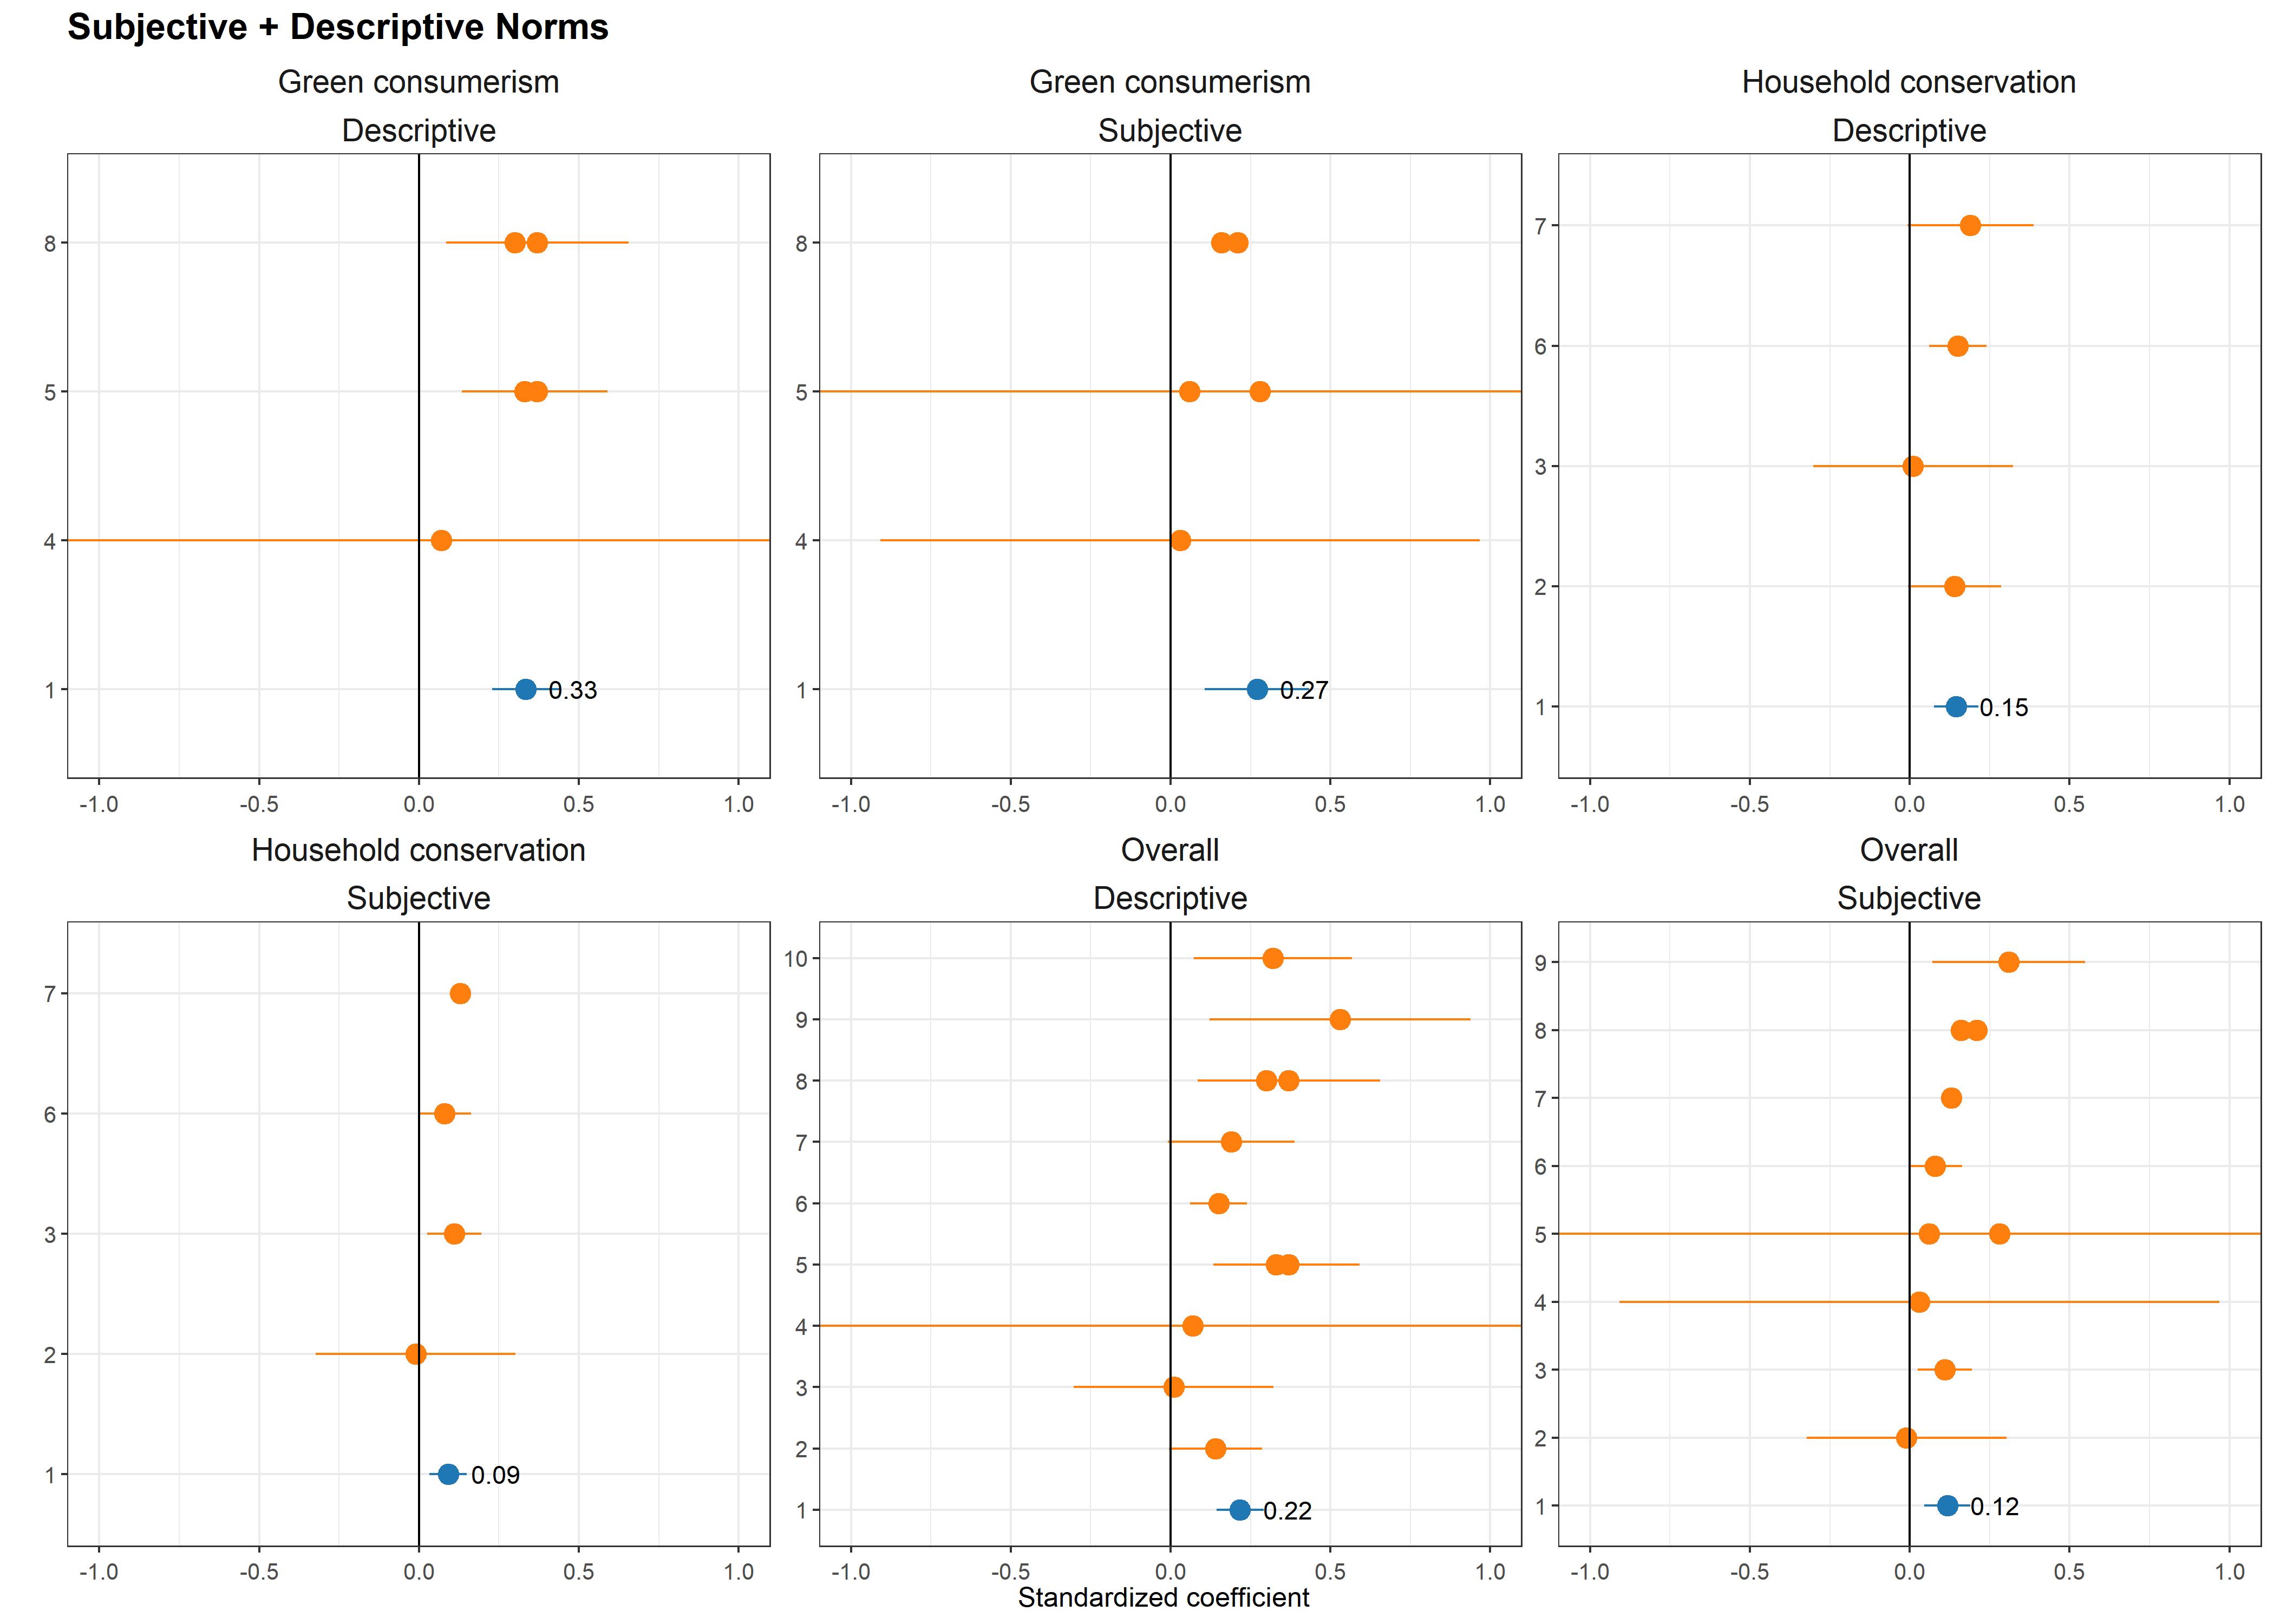 Subjective + Descriptive Norms
Green consumerism
Descriptive
8
5
4
1
0.33
-1.0 -0.5 0.0 0.5 1.0
Green consumerism
Subjective
8
5
4
1
0.27
-1.0 -0.5 0.0 0.5 1.0
Household conservation
Descriptive
7
6
3
2
1
0.15
-1.0 -0.5 0.0 0.5 1.0
Household conservation
Subjective
7
6
3
2
1
0.09
-1.0 -0.5 0.0 0.5 1.0
Overall
Descriptive
10
9
8
7
6
5
4
3
2
1
0.22
-1.0 -0.5 0.0 0.5 1.0
Overall
Subjective
9
8
7
6
5
4
3
2
1
0.12
-1.0 -0.5 0.0 0.5 1.0
Standardized coefficient